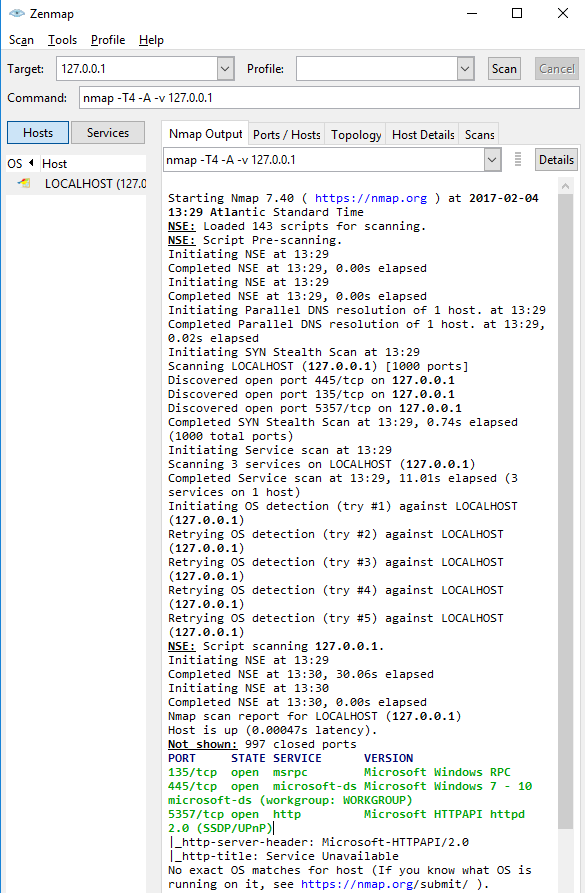 Zenmap
Scan Tools Profile Help
Target: 127.0.0.1 Profile: Scan Cancel
Command: nmap -T4 -A -v 127.0.0.1
Hosts Services
Nmap Output Ports / Hosts Topology Host Details Scans
OS Host
nmap -T4 -A -v 127.0.0.1 Details
LOCALHOST (127.0
Starting Nmap 7.40 ( https://nmap.org ) at 2017-02-04
13:29 Atlantic Standard Time
NSE: Loaded 143 scripts for scanning.
NSE: Script Pre-scanning.
Initiating NSE at 13:29
Completed NSE at 13:29, 0.00s elapsed
Initiating NSE at 13:29
Completed NSE at 13:29, 0.00s elapsed
Initiating Parallel DNS resolution of 1 host. at 13:29
Completed Parallel DNS resolution of 1 host. at 13:29,
0.02s elapsed
Initiating SYN Stealth Scan at 13:29
Scanning LOCALHOST (127.0.0.1) [1000 ports]
Discovered open port 445/tcp on 127.0.0.1
Discovered open port 135/tcp on 127.0.0.1
Discovered open port 5357/tcp on 127.0.0.1
Completed SYN Stealth Scan at 13:29, 0.74s elapsed
(1000 total ports)
Initiating Service scan at 13:29
Scanning 3 services on LOCALHOST (127.0.0.1)
Completed Service scan at 13:29, 11.01s elapsed (3
services on 1 host)
Initiating OS detection (try #1) against LOCALHOST
(127.0.0.1)
Retrying OS detection (try #2) against LOCALHOST
(127.0.0.1)
Retrying OS detection (try #3) against LOCALHOST
(127.0.0.1)
Retrying OS detection (try #4) against LOCALHOST
(127.0.0.1)
Retrying OS detection (try #5) against LOCALHOST
(127.0.0.1)
NSE: Script scanning 127.0.0.1.
Initiating NSE at 13:29
Completed NSE at 13:30, 30.06s elapsed
Initiating NSE at 13:30
Completed NSE at 13:30, 0.00s elapsed
Nmap scan report for LOCALHOST (127.0.0.1)
Host is up (0.00047s latency).
Not shown: 997 closed ports
PORT STATE SERVICE VERSION
135/tcp open msrpc Microsoft Windows RPC
445/tcp open microsoft-ds Microsoft Windows 7 - 10
microsoft-ds (workgroup: WORKGROUP)
5357/tcp open http Microsoft HTTPAPI httpd
2.0 (SSDP/UPnP)
|_http-server-header: Microsoft-HTTPAPI/2.0
|_http-title: Service Unavailable
No exact OS matches for host (If you know what OS is
running on it, see https://nmap.org/submit/ ).